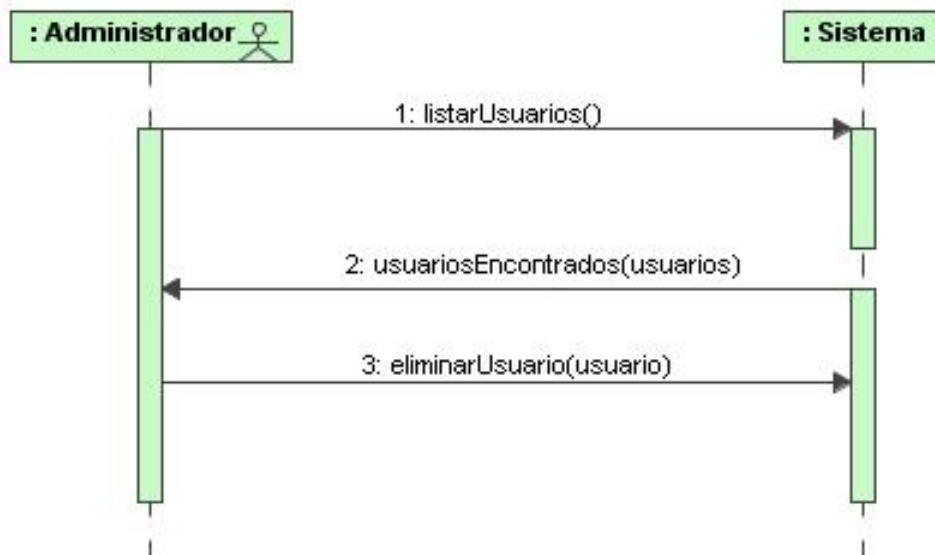 : Administrador
: Sistema
1: listarUsuarios()
2: usuariosEncontrados(usuarios)
3: eliminarUsuario(usuario)